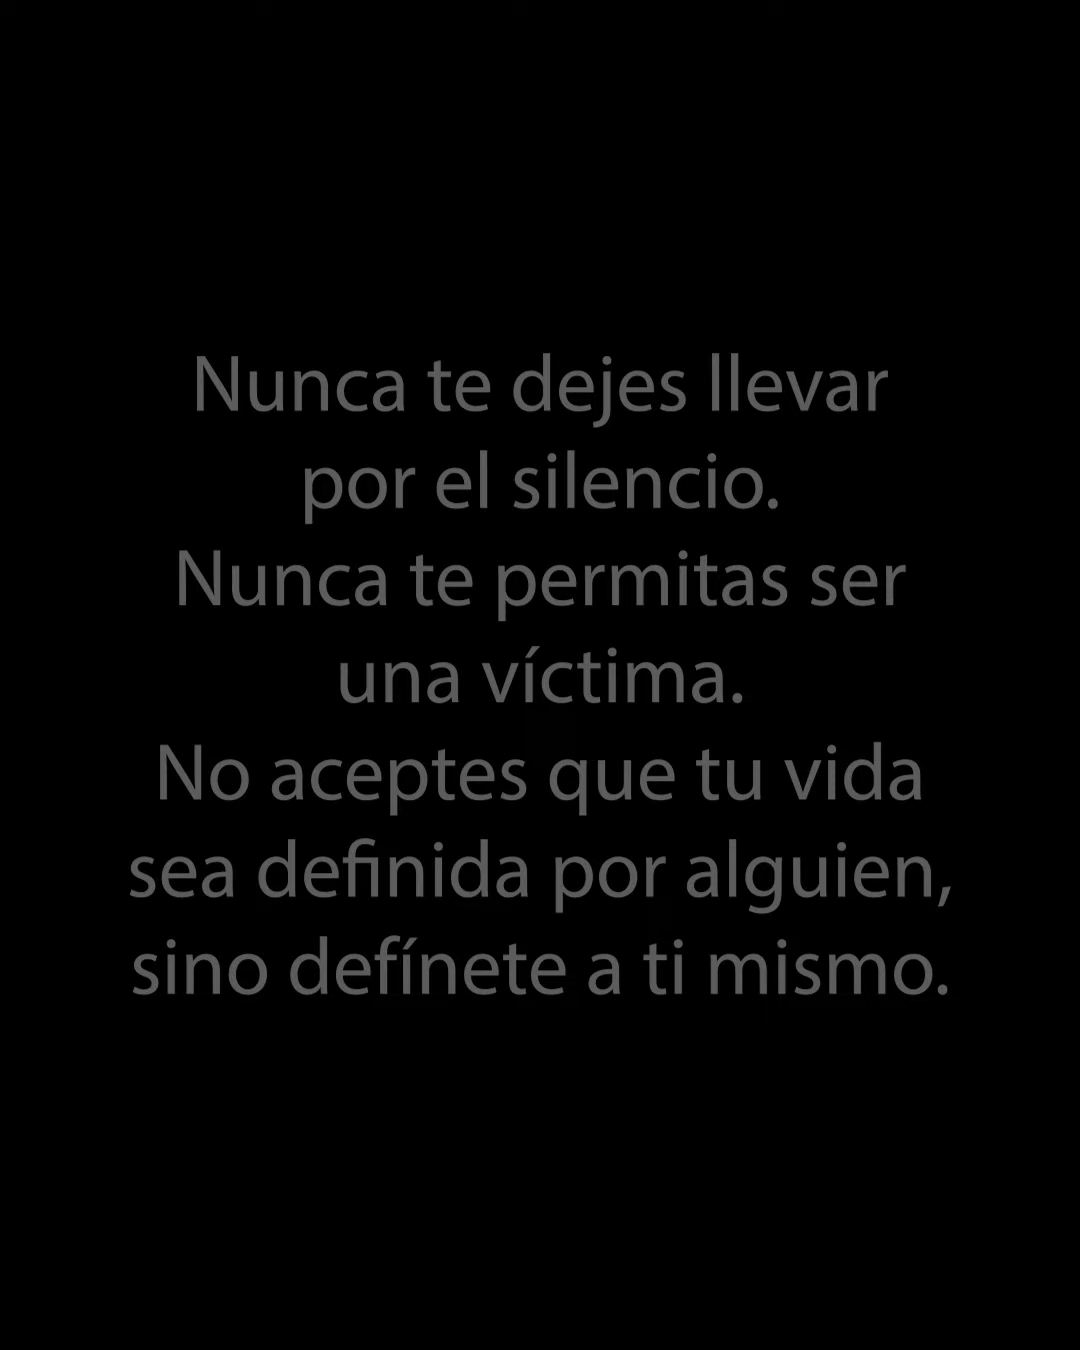 Nunca te dejes llevar
por el silencio.
Nunca te permitas ser
una víctima.
No aceptes que tu vida
sea definida por alguien,
sino defínete a ti mismo.